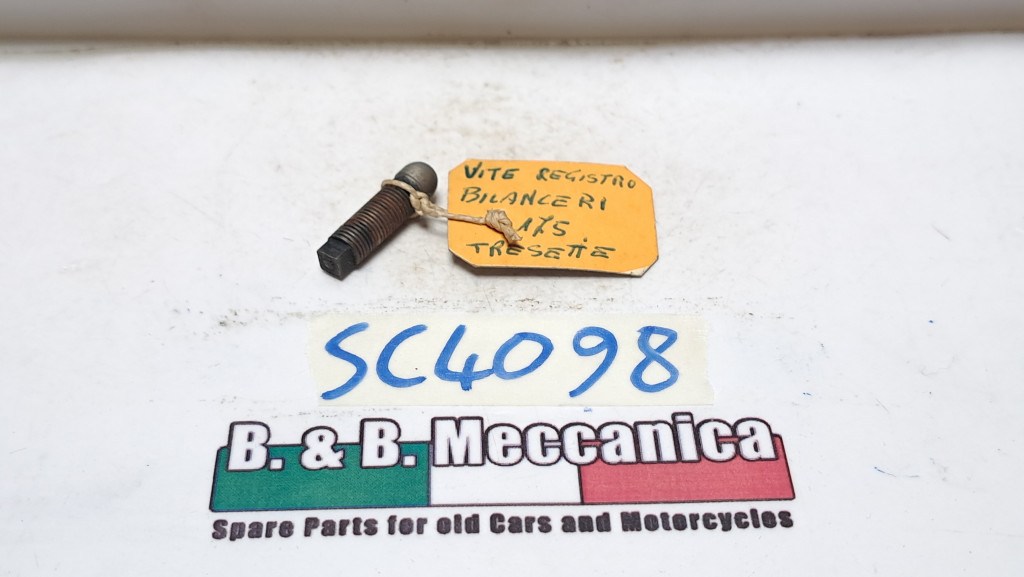 VITE REGISTRO
BILANCERI
175
TRESETTE
SC4098
B. & B. Meccanica
Spare Parts for old Cars and Motorcycles